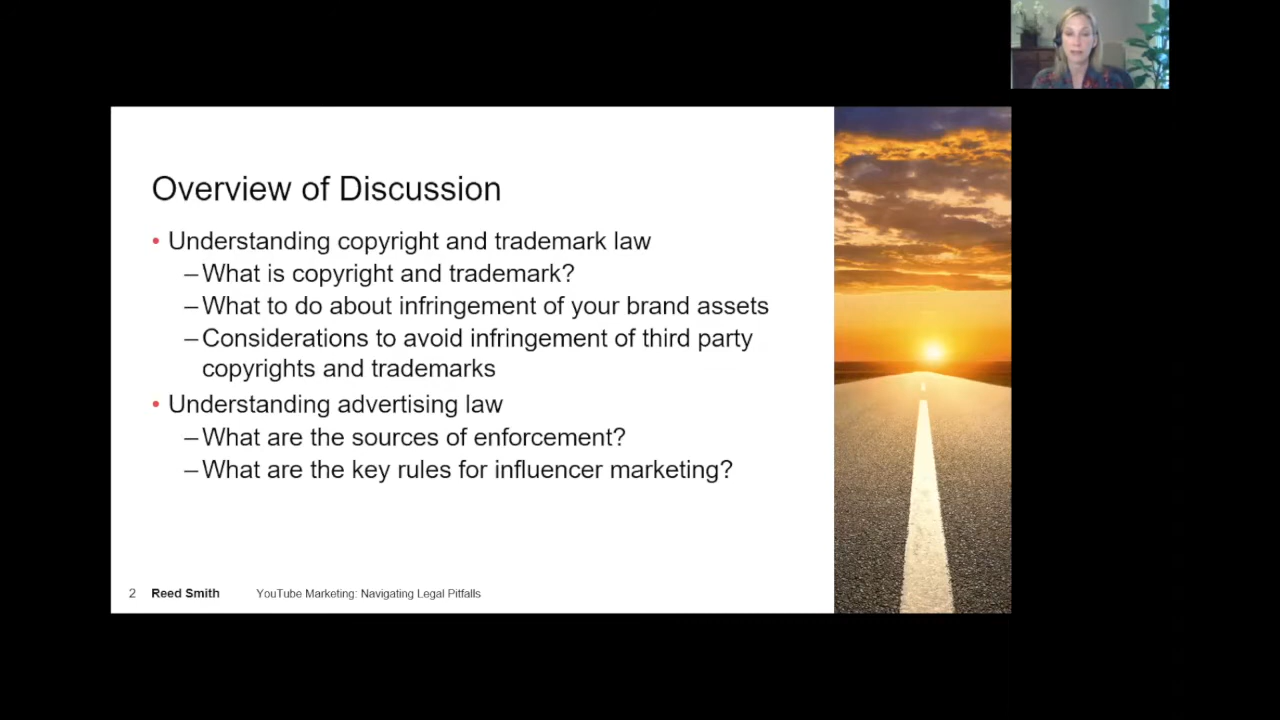 Overview of Discussion
• Understanding copyright and trademark law
– What is copyright and trademark?
– What to do about infringement of your brand assets
– Considerations to avoid infringement of third party
copyrights and trademarks
• Understanding advertising law
– What are the sources of enforcement?
– What are the key rules for influencer marketing?
2 Reed Smith YouTube Marketing: Navigating Legal Pitfalls